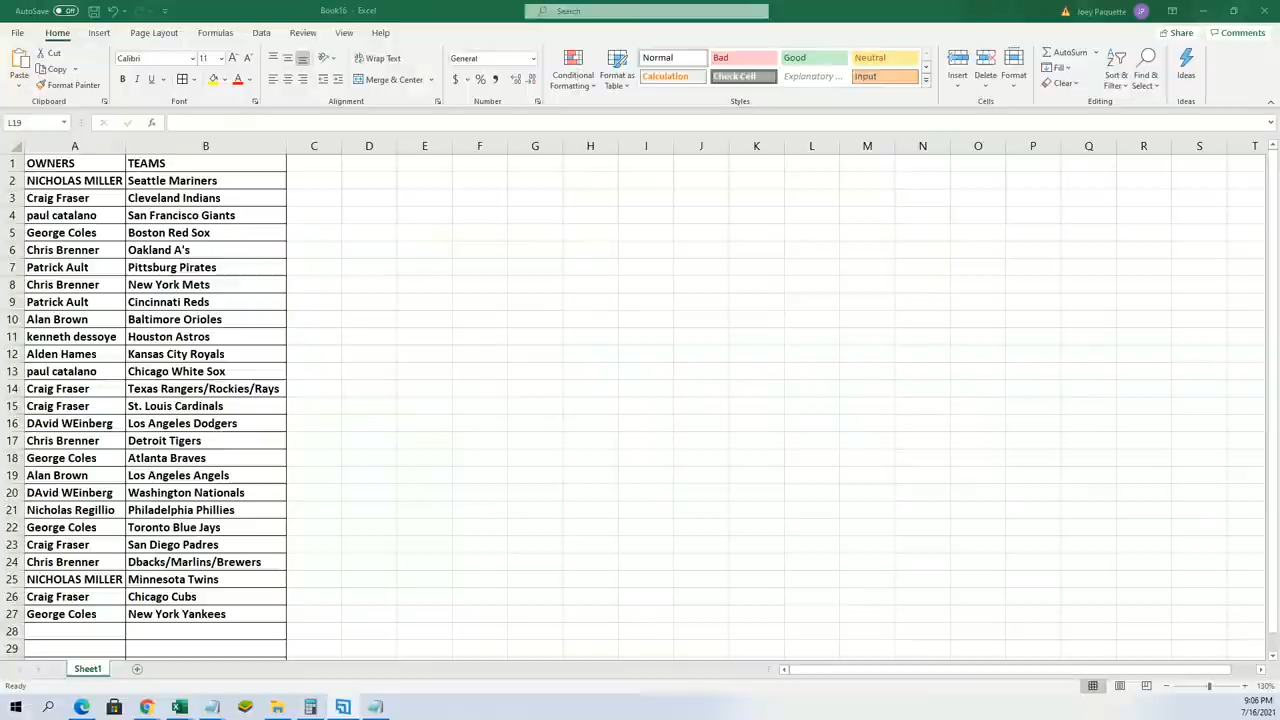 AutoSave Off Book16 - Excel Search Joey Paquette JP
File Home Insert Page Layout Formulas Data Review View Help Share Comments
Paste Cut Copy Format Painter Clipboard
Calibri 11 B I U Font
Wrap Text Merge & Center Alignment
General $ % Number
Conditional Formatting Format as Table
Normal Bad Good Neutral
Calculation Check Cell Explanatory ... Input
Styles
Insert Delete Format Cells
AutoSum Fill Clear Sort & Filter Find & Select Editing
Ideas Ideas
L19 fx
A B C D E F G H I J K L M N O P Q R S T
1 OWNERS TEAMS
2 NICHOLAS MILLER Seattle Mariners
3 Craig Fraser Cleveland Indians
4 paul catalano San Francisco Giants
5 George Coles Boston Red Sox
6 Chris Brenner Oakland A's
7 Patrick Ault Pittsburg Pirates
8 Chris Brenner New York Mets
9 Patrick Ault Cincinnati Reds
10 Alan Brown Baltimore Orioles
11 kenneth dessoye Houston Astros
12 Alden Hames Kansas City Royals
13 paul catalano Chicago White Sox
14 Craig Fraser Texas Rangers/Rockies/Rays
15 Craig Fraser St. Louis Cardinals
16 DAvid WEinberg Los Angeles Dodgers
17 Chris Brenner Detroit Tigers
18 George Coles Atlanta Braves
19 Alan Brown Los Angeles Angels
20 DAvid WEinberg Washington Nationals
21 Nicholas Regillio Philadelphia Phillies
22 George Coles Toronto Blue Jays
23 Craig Fraser San Diego Padres
24 Chris Brenner Dbacks/Marlins/Brewers
25 NICHOLAS MILLER Minnesota Twins
26 Craig Fraser Chicago Cubs
27 George Coles New York Yankees
28
29
Sheet1
Ready 130%
9:06 PM
7/16/2021